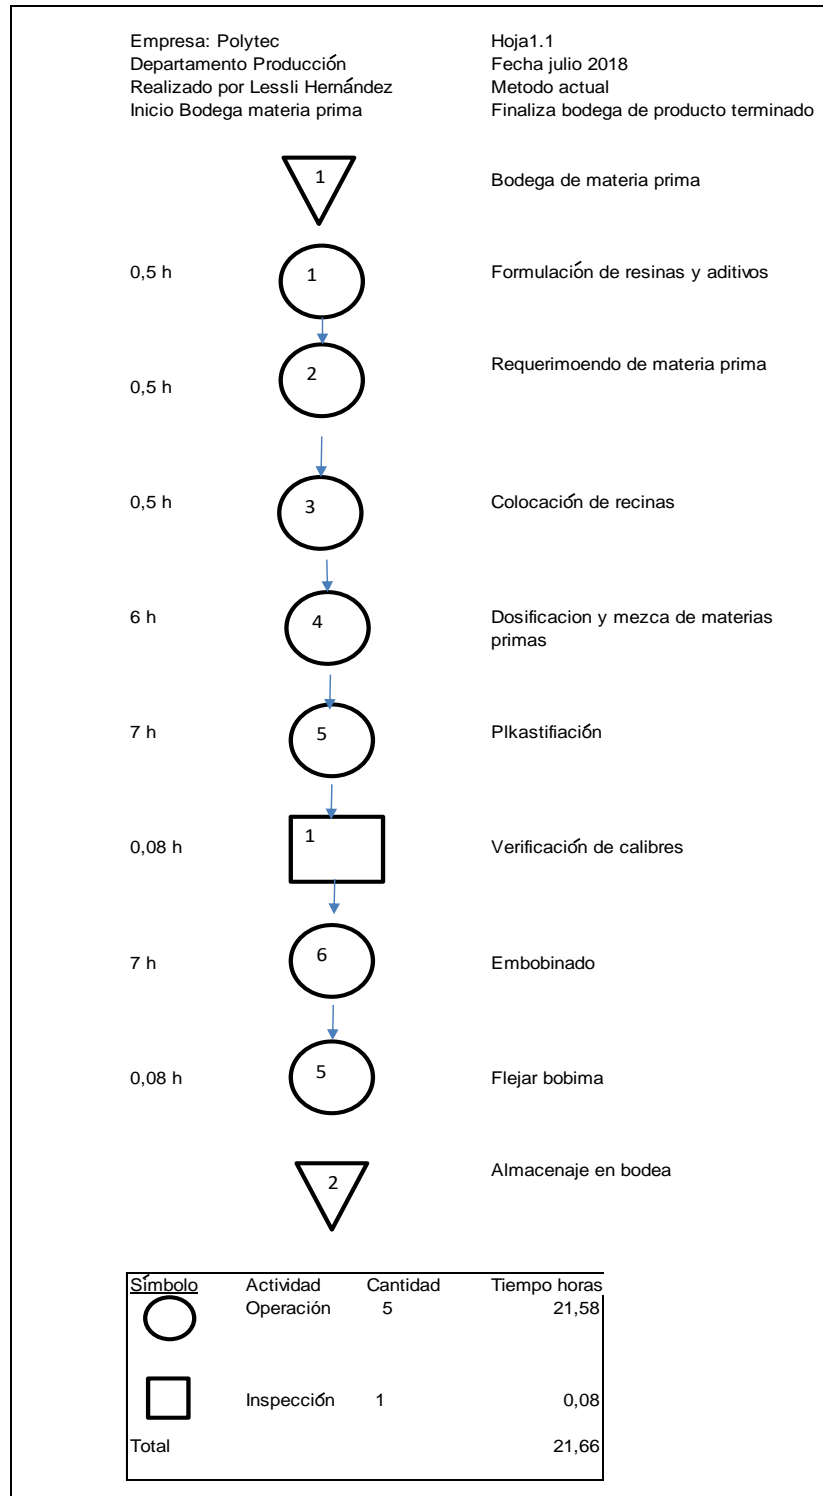 Empresa: Polytec Hoja1.1
Departamento Producción Fecha julio 2018
Realizado por Lessli Hernández Metodo actual
Inicio Bodega materia prima Finaliza bodega de producto terminado
1 Bodega de materia prima
0,5 h 1 Formulación de resinas y aditivos
0,5 h 2 Requerimoendo de materia prima
0,5 h 3 Colocación de recinas
6 h 4 Dosificacion y mezca de materias
primas
7 h 5 Plkastifiación
0,08 h 1 Verificación de calibres
7 h 6 Embobinado
0,08 h 5 Flejar bobima
2 Almacenaje en bodea
Símbolo Actividad Cantidad Tiempo horas
Operación 5 21,58
Inspección 1 0,08
Total 21,66